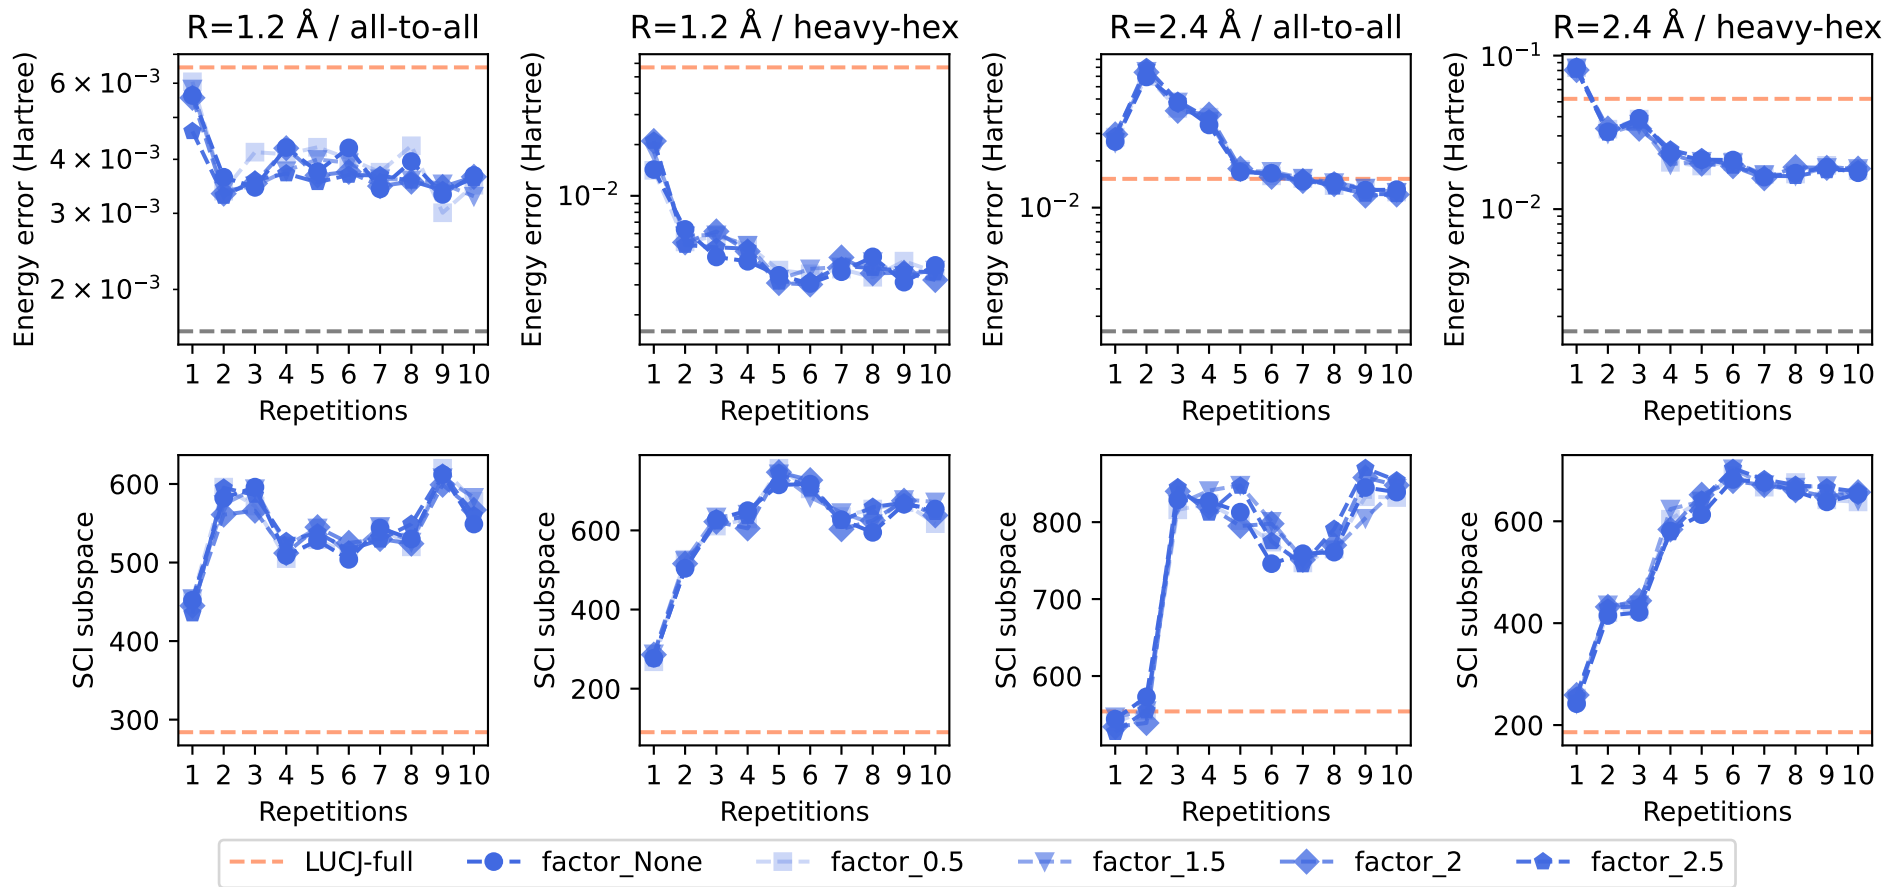 R=1.2 Å / all-to-all
Energy error (Hartree)
6 × 10⁻³
4 × 10⁻³
3 × 10⁻³
2 × 10⁻³
1 2 3 4 5 6 7 8 9 10
Repetitions
R=1.2 Å / heavy-hex
Energy error (Hartree)
10⁻²
1 2 3 4 5 6 7 8 9 10
Repetitions
R=2.4 Å / all-to-all
Energy error (Hartree)
10⁻²
1 2 3 4 5 6 7 8 9 10
Repetitions
R=2.4 Å / heavy-hex
Energy error (Hartree)
10⁻¹
10⁻²
1 2 3 4 5 6 7 8 9 10
Repetitions
SCI subspace
600
500
400
300
1 2 3 4 5 6 7 8 9 10
Repetitions
SCI subspace
600
400
200
1 2 3 4 5 6 7 8 9 10
Repetitions
SCI subspace
800
700
600
1 2 3 4 5 6 7 8 9 10
Repetitions
SCI subspace
600
400
200
1 2 3 4 5 6 7 8 9 10
Repetitions
LUCJ-full factor_None factor_0.5 factor_1.5 factor_2 factor_2.5